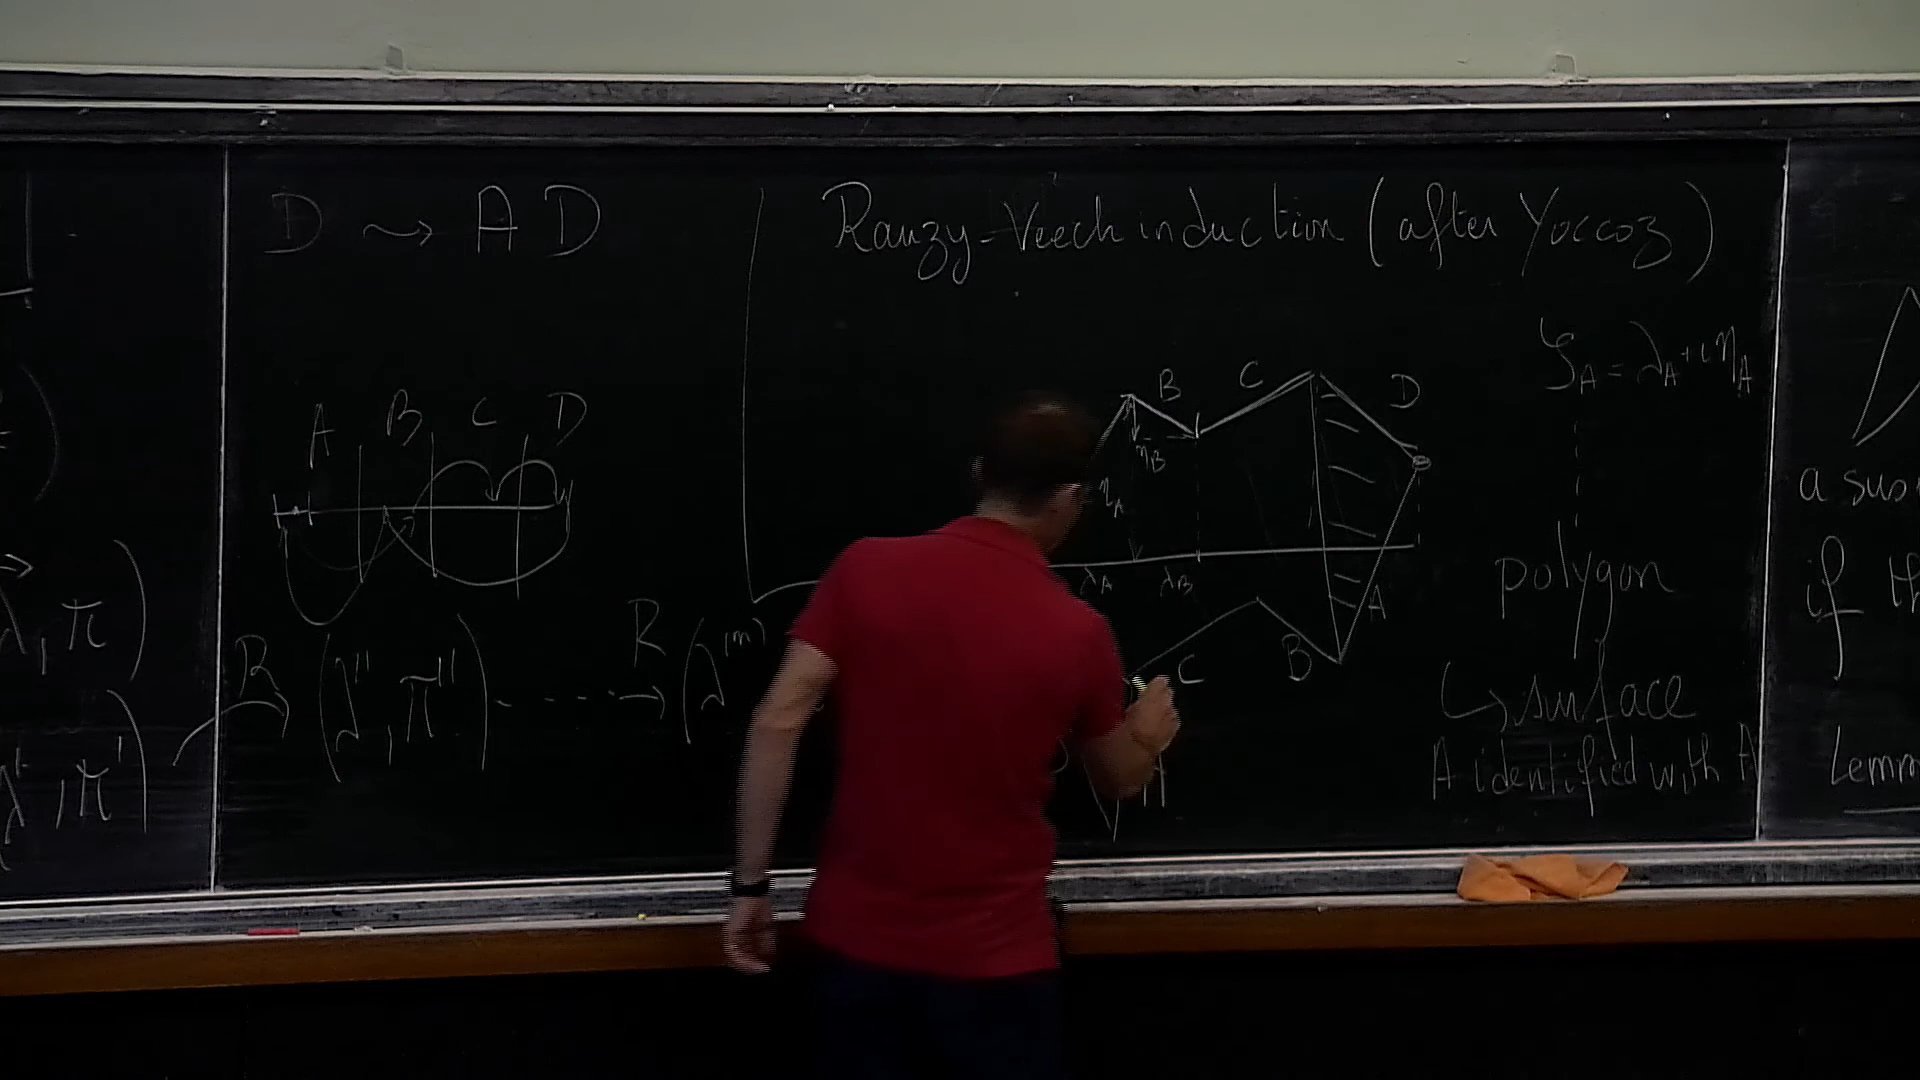 D ⤳ A D
Rauzy-Veech induction (after Yoccoz)
ζ_A = λ_A + i η_A
B C D
η_B
A B C D
η_A
λ_A λ_B
polygon
a sus
if th
λ, π)
R (λ'', π'') - - - - → R (λ^(n)
C B A
↪ surface
λ', π')
A
A identified with A
Lemm